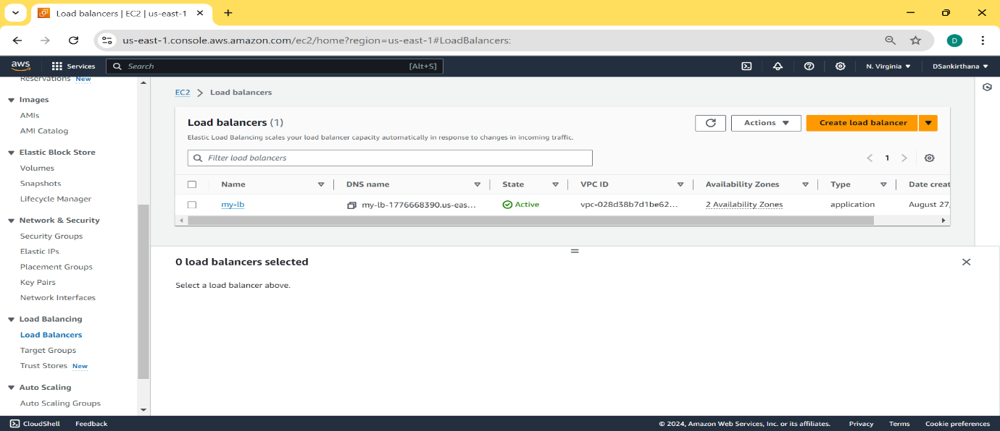 Load balancers | EC2 | us-east-1
us-east-1.console.aws.amazon.com/ec2/home?region=us-east-1#LoadBalancers:
D
aws
Services
Search
[Alt+S]
N. Virginia
DSankirthana
Reservations New
Images
AMIs
AMI Catalog
Elastic Block Store
Volumes
Snapshots
Lifecycle Manager
Network & Security
Security Groups
Elastic IPs
Placement Groups
Key Pairs
Network Interfaces
Load Balancing
Load Balancers
Target Groups
Trust Stores New
Auto Scaling
Auto Scaling Groups
EC2 > Load balancers
Load balancers (1)
Actions
Create load balancer
Elastic Load Balancing scales your load balancer capacity automatically in response to changes in incoming traffic.
Filter load balancers
1
Name DNS name State VPC ID Availability Zones Type Date creat
my-lb my-lb-1776668390.us-eas... Active vpc-028d38b7d1be62... 2 Availability Zones application August 27,
0 load balancers selected
Select a load balancer above.
CloudShell Feedback © 2024, Amazon Web Services, Inc. or its affiliates. Privacy Terms Cookie preferences